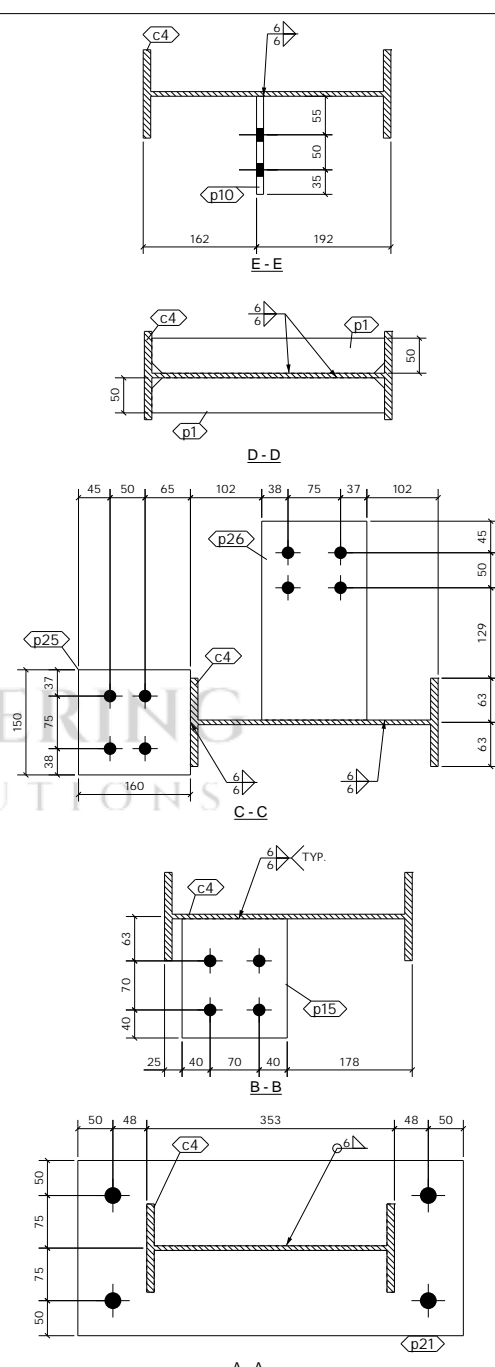 c4
6
6
55
50
35
p10
162 192
E - E
6
6
c4
p1
50
50
p1
D - D
45 50 65 102 38 75 37 102
p26
45
50
129
63
63
p25
c4
37
75
38
150
ERING
6
6
6
6
160
UTIONS
C - C
6
6
TYP.
c4
63
70
40
p15
25 40 70 40 178
B - B
50 48 353 48 50
c4
6
50
75
75
50
p21
A - A